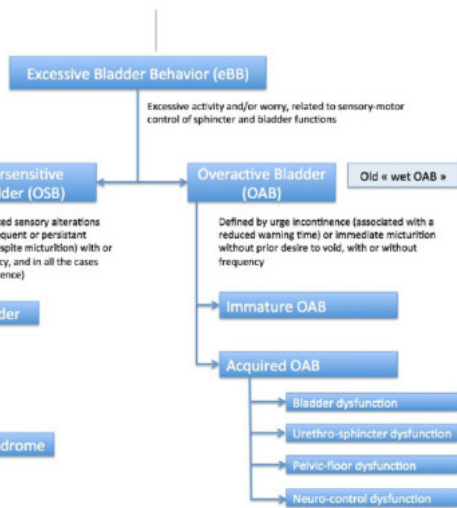 Excessive Bladder Behavior (eBB)
Excessive activity and/or worry, related to sensory-motor
control of sphincter and bladder functions
rsensitive
lder (OSB)
Overactive Bladder
(OAB)
Old « wet OAB »
ed sensory alterations
quent or persistant
spite micturition) with or
cy, and in all the cases
ence)
Defined by urge incontinence (associated with a
reduced warning time) or immediate micturition
without prior desire to void, with or without
frequency
der
Immature OAB
Acquired OAB
Bladder dysfunction
Urethro-sphincter dysfunction
drome
Pelvic-floor dysfunction
Neuro-control dysfunction